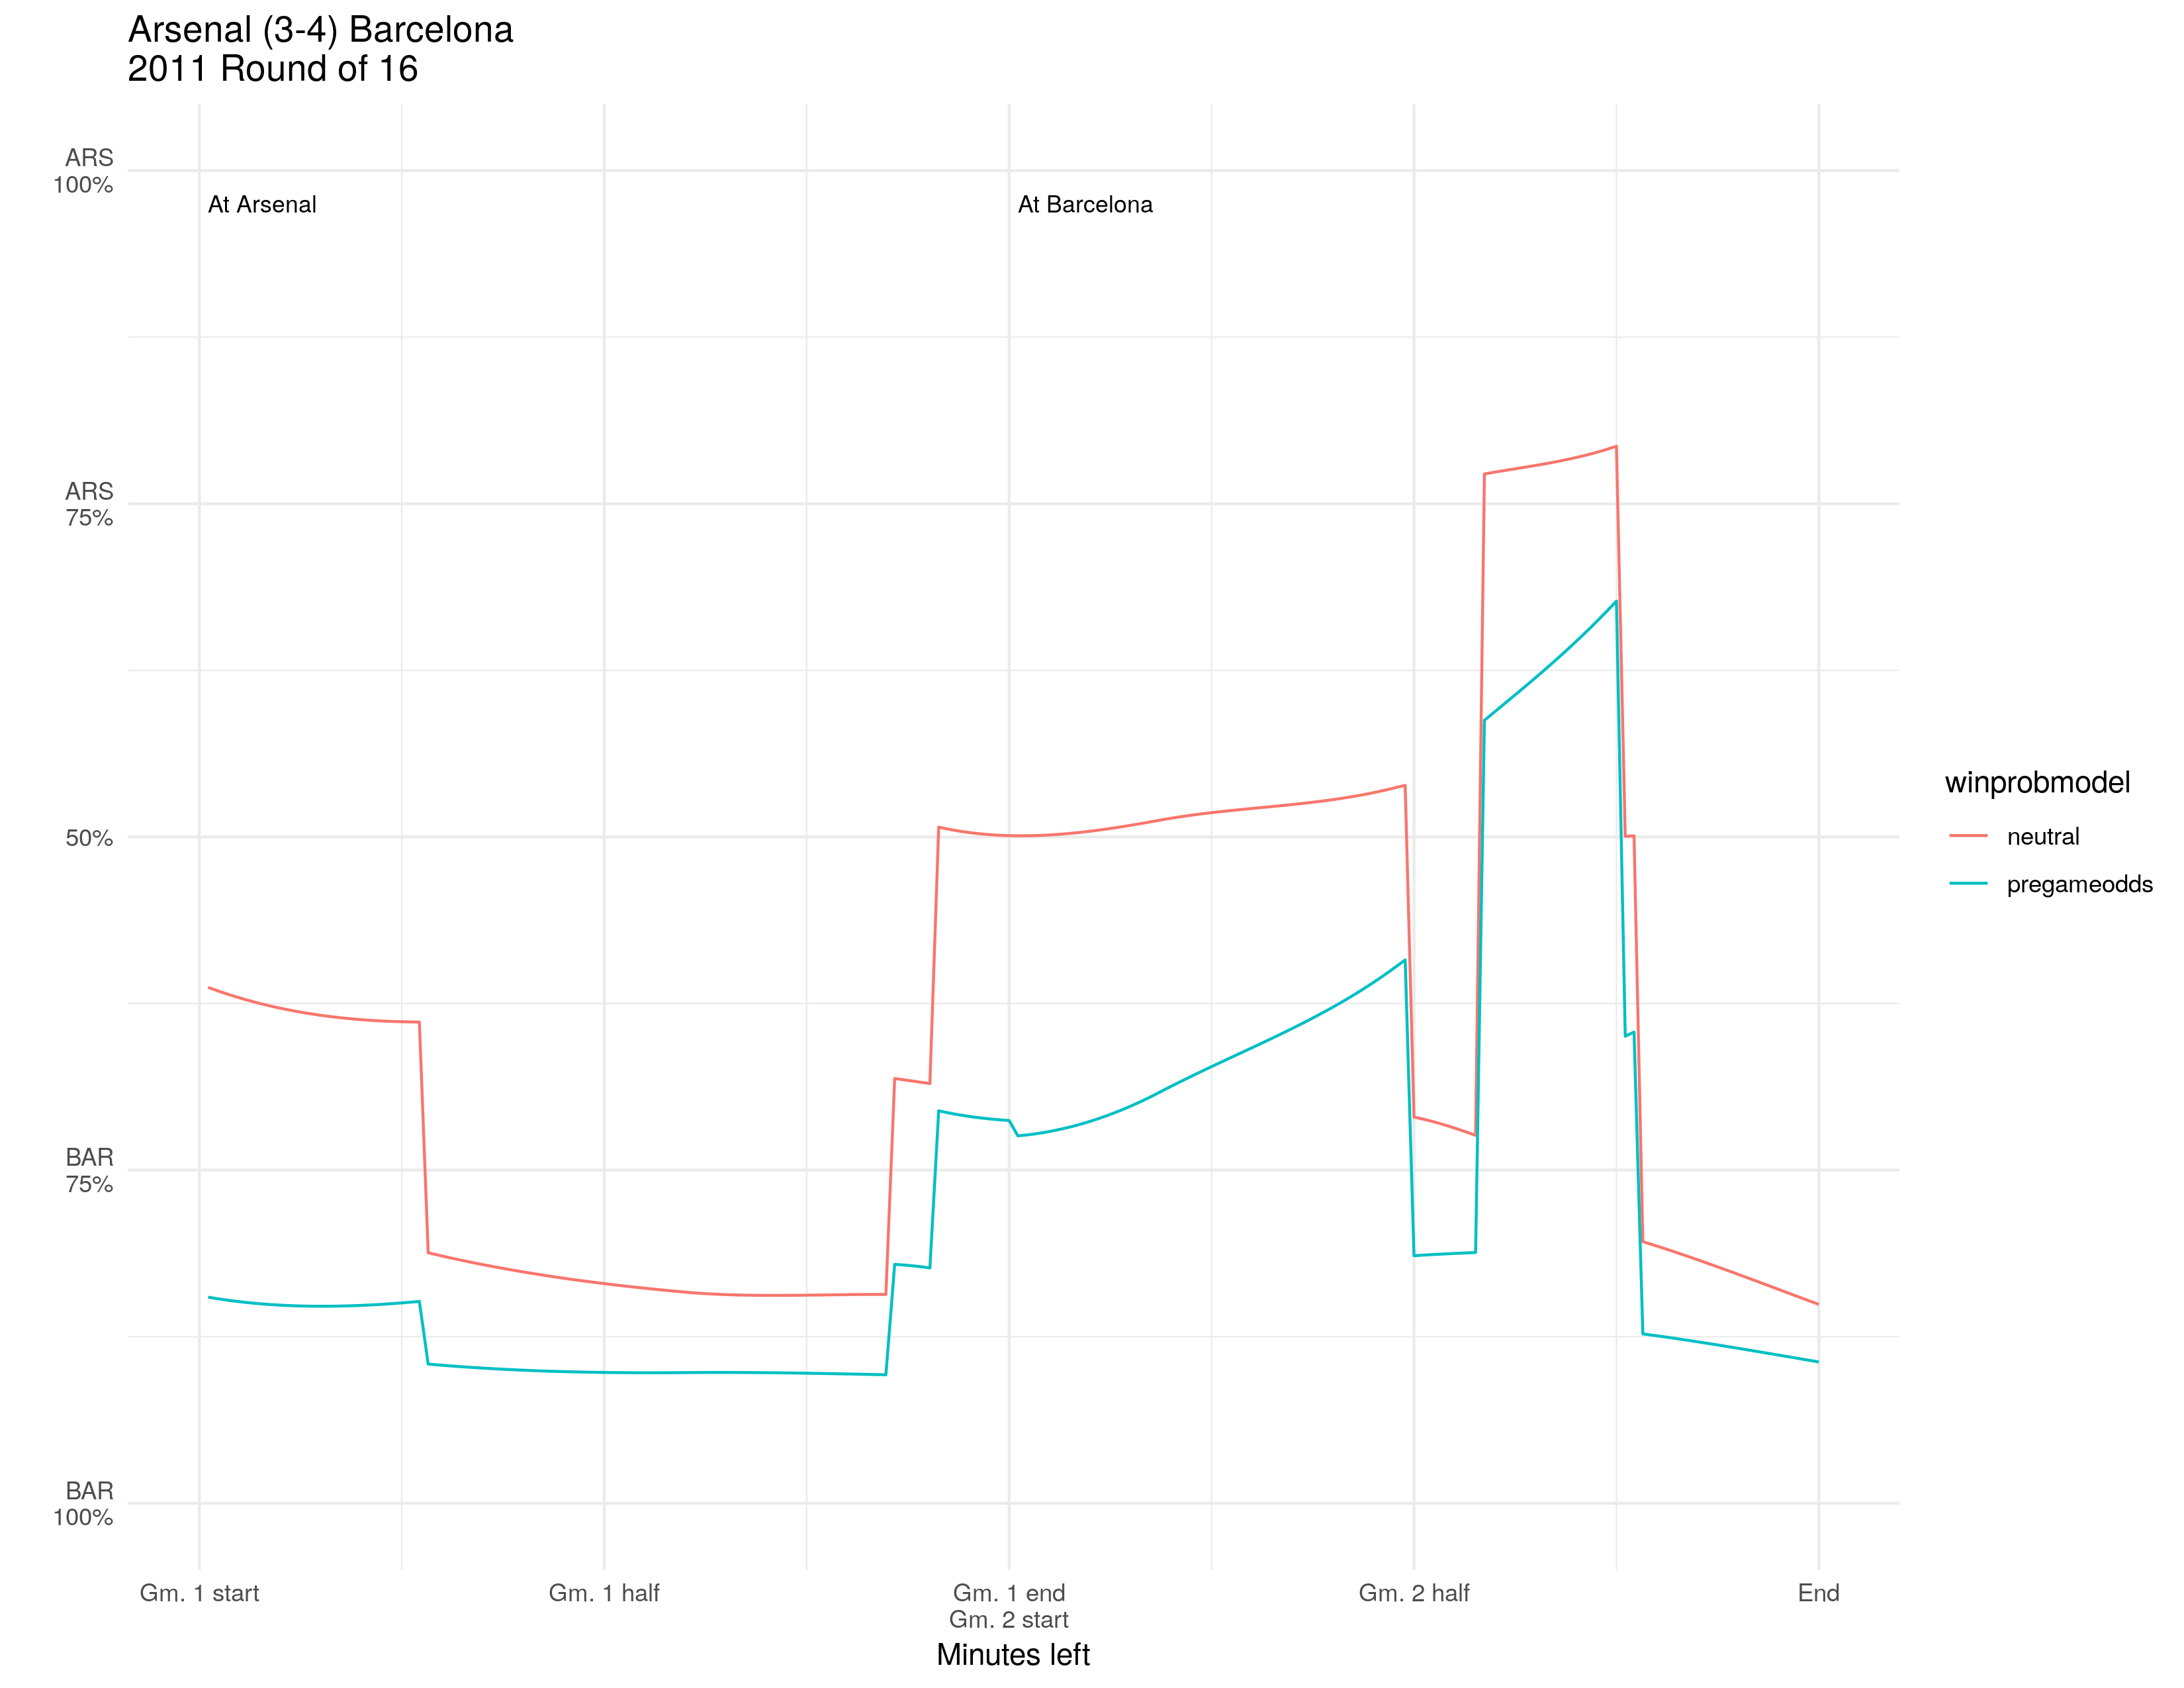 Arsenal (3-4) Barcelona
2011 Round of 16
ARS
100%
At Arsenal
At Barcelona
ARS
75%
50%
BAR
75%
BAR
100%
winprobmodel
neutral
pregameodds
Gm. 1 start
Gm. 1 half
Gm. 1 end
Gm. 2 start
Gm. 2 half
End
Minutes left